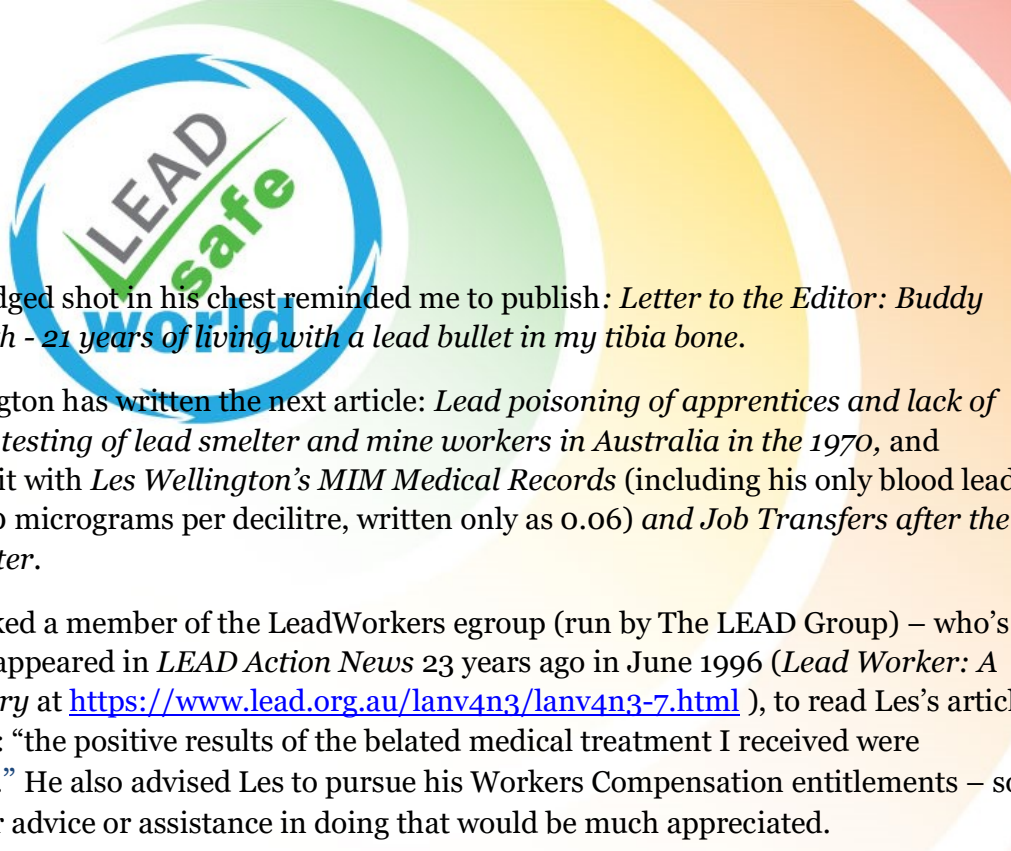 LEAD
safe
world
dged shot in his chest reminded me to publish: Letter to the Editor: Buddy
h - 21 years of living with a lead bullet in my tibia bone.
gton has written the next article: Lead poisoning of apprentices and lack of
testing of lead smelter and mine workers in Australia in the 1970, and
it with Les Wellington’s MIM Medical Records (including his only blood lead
0 micrograms per decilitre, written only as 0.06) and Job Transfers after the
ter.
ked a member of the LeadWorkers egroup (run by The LEAD Group) – who’s
appeared in LEAD Action News 23 years ago in June 1996 (Lead Worker: A
ry at https://www.lead.org.au/lanv4n3/lanv4n3-7.html ), to read Les’s articl
: “the positive results of the belated medical treatment I received were
.” He also advised Les to pursue his Workers Compensation entitlements – so
r advice or assistance in doing that would be much appreciated.